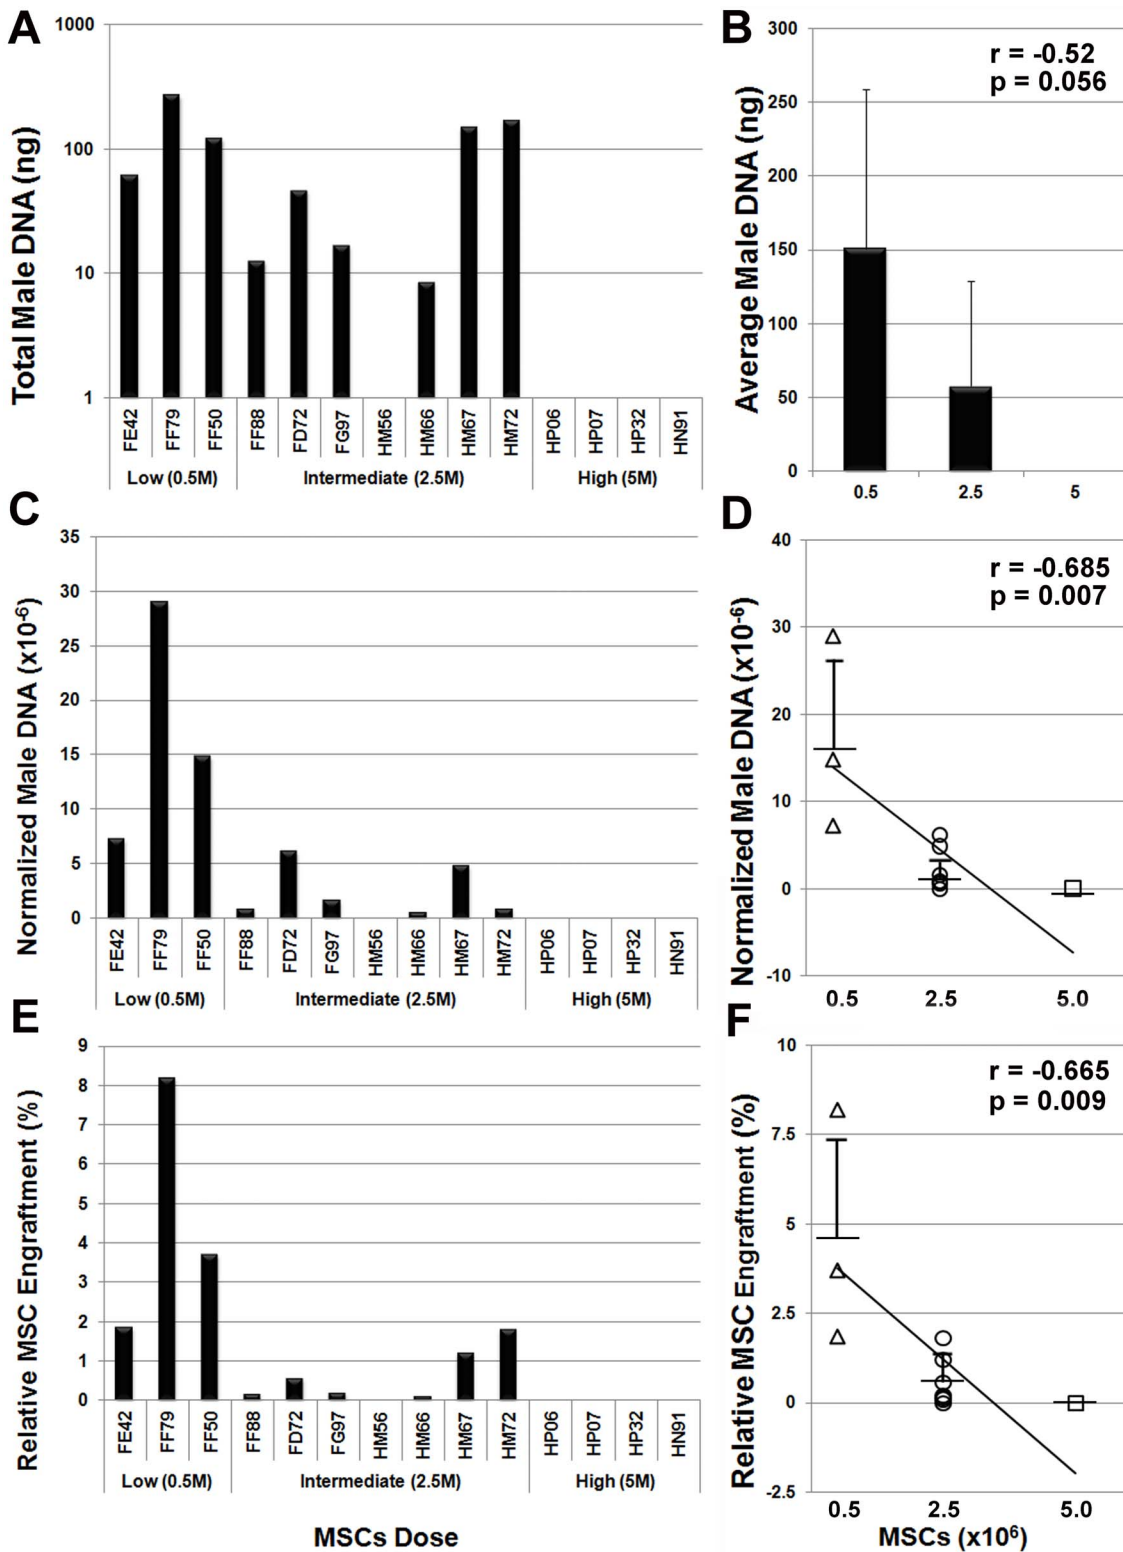 A
Total Male DNA (ng)
1000
100
10
1
FE42 FF79 FF50 FF88 FD72 FG97 HM56 HM66 HM67 HM72 HP06 HP07 HP32 HN91
Low (0.5M) Intermediate (2.5M) High (5M)
B
Average Male DNA (ng)
300
250
200
150
100
50
0
r = -0.52
p = 0.056
0.5 2.5 5
C
Normalized Male DNA (x10-6)
35
30
25
20
15
10
5
0
FE42 FF79 FF50 FF88 FD72 FG97 HM56 HM66 HM67 HM72 HP06 HP07 HP32 HN91
Low (0.5M) Intermediate (2.5M) High (5M)
D
Normalized Male DNA (x10-6)
40
30
20
10
0
-10
r = -0.685
p = 0.007
0.5 2.5 5.0
E
Relative MSC Engraftment (%)
9
8
7
6
5
4
3
2
1
0
FE42 FF79 FF50 FF88 FD72 FG97 HM56 HM66 HM67 HM72 HP06 HP07 HP32 HN91
Low (0.5M) Intermediate (2.5M) High (5M)
MSCs Dose
F
Relative MSC Engraftment (%)
10
7.5
5
2.5
0
-2.5
r = -0.665
p = 0.009
0.5 2.5 5.0
MSCs (x106)